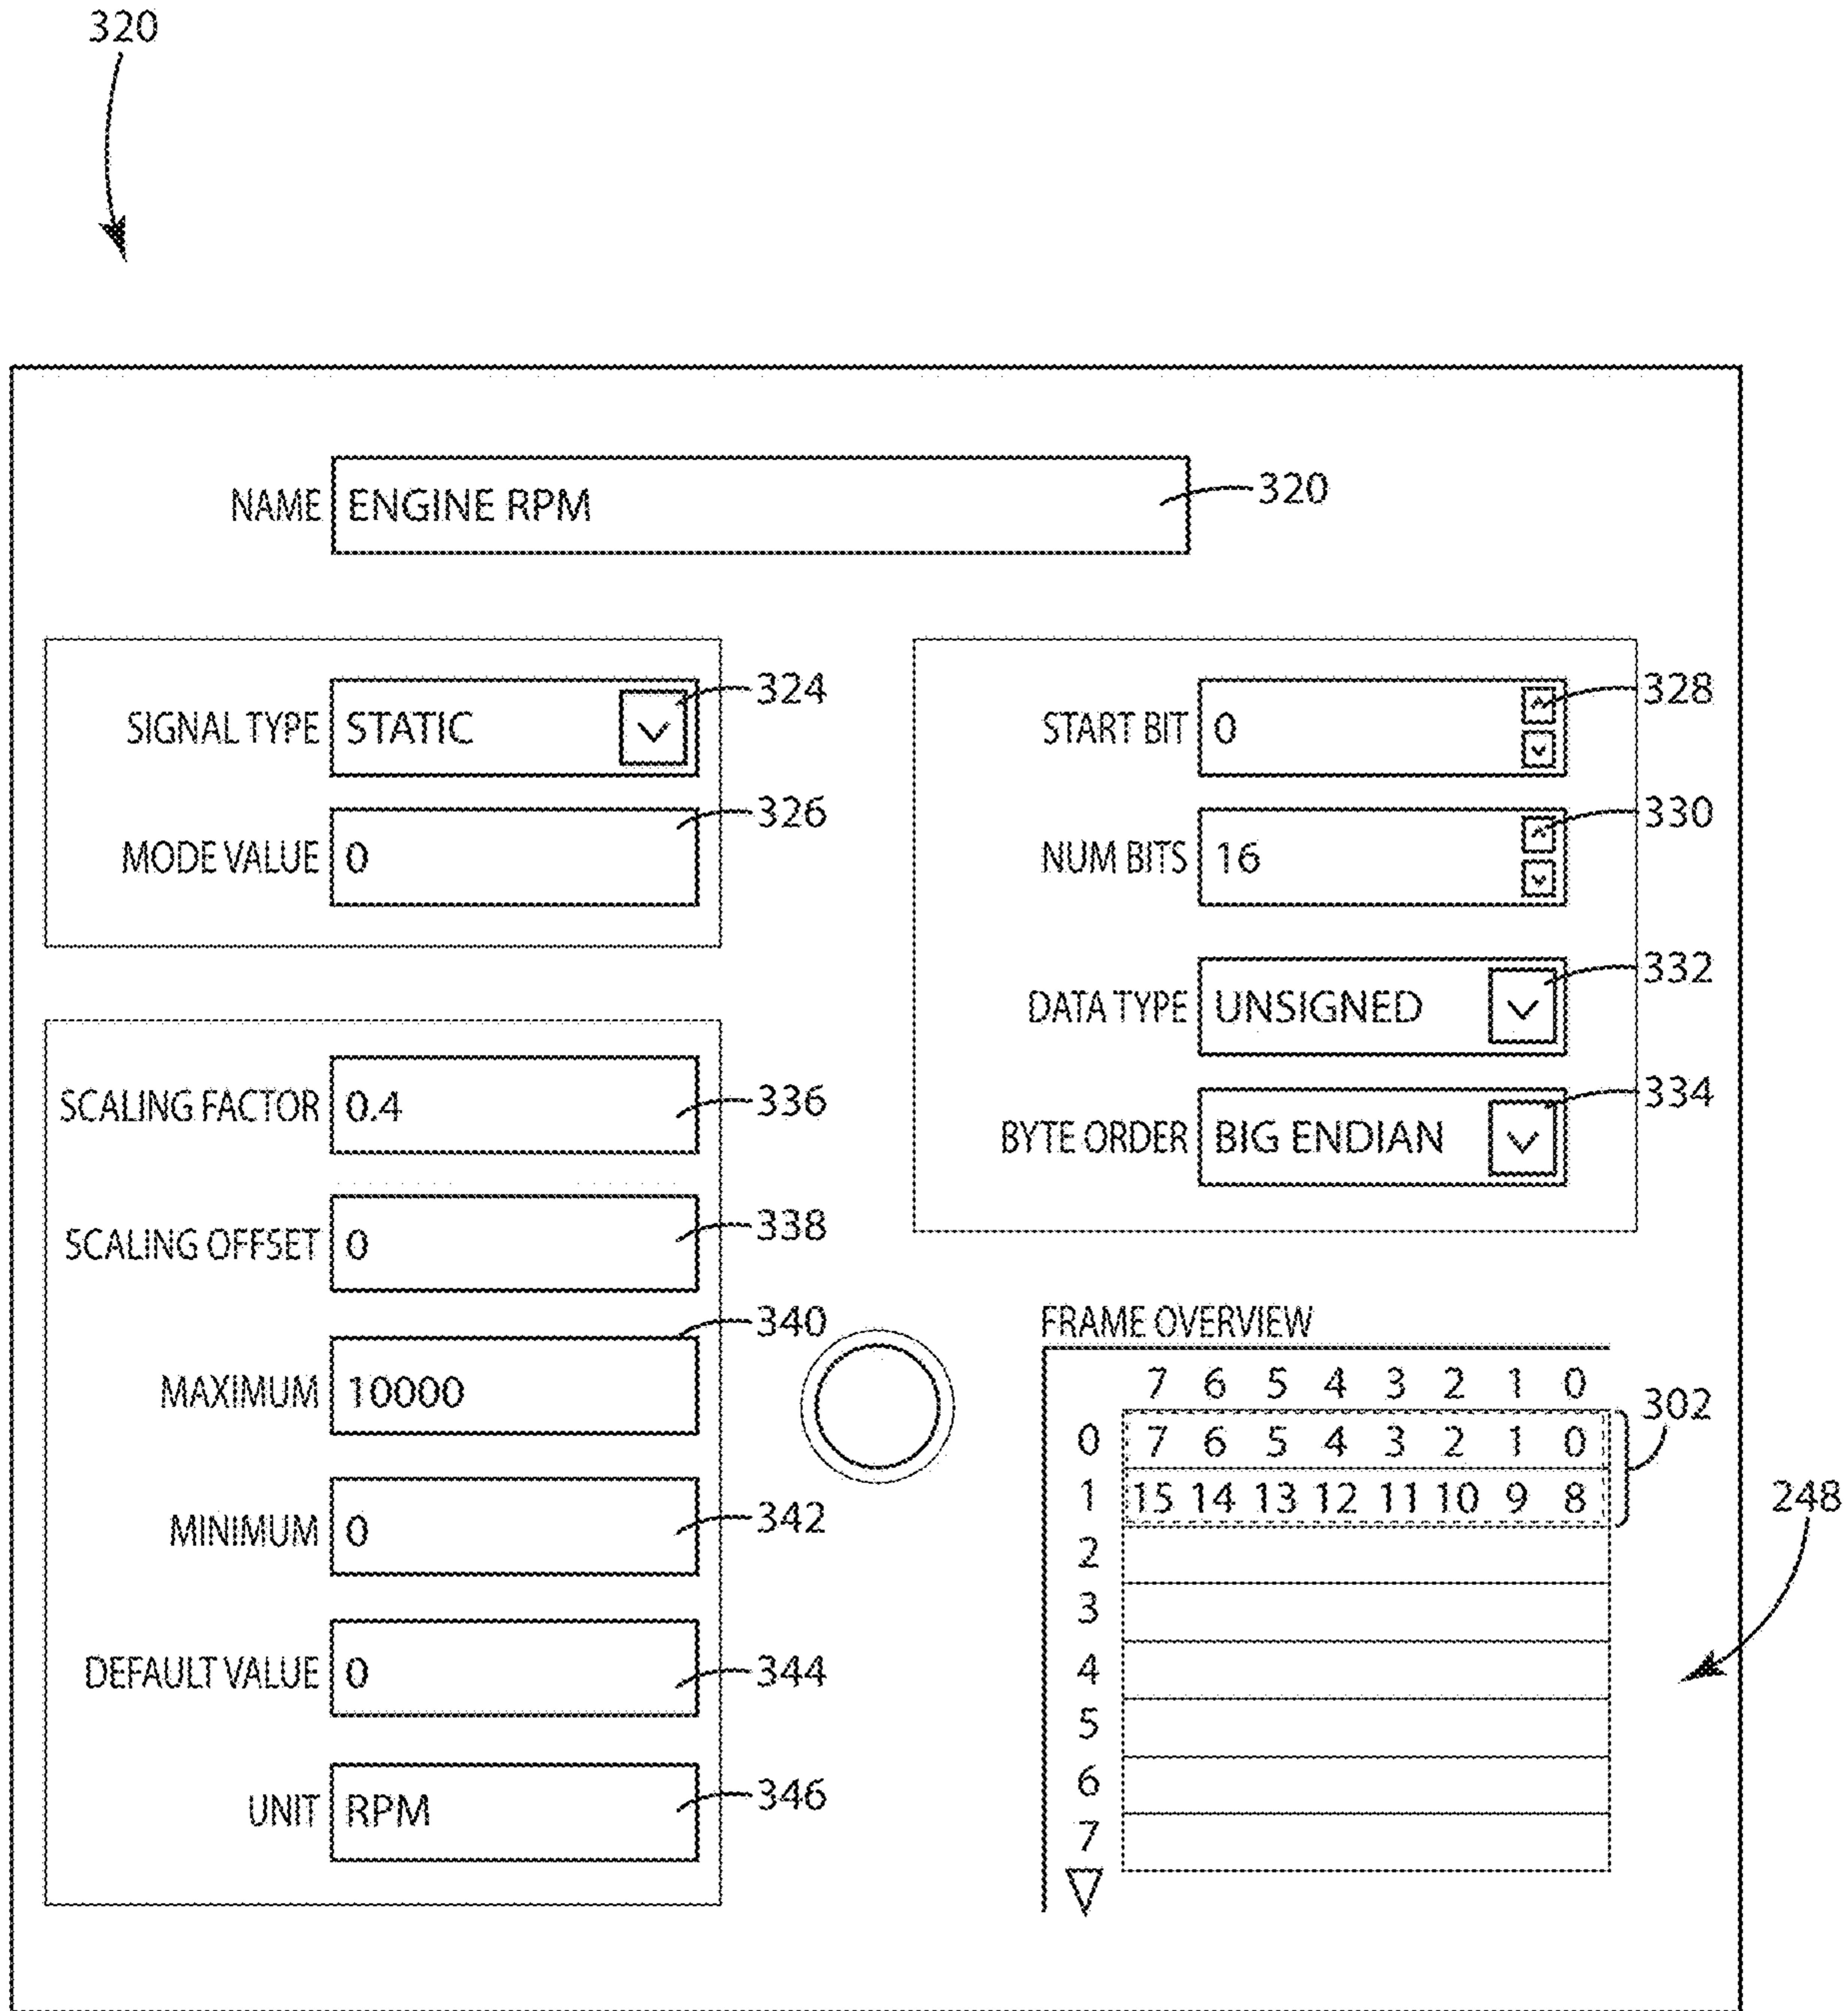 320
NAME ENGINE RPM 320
SIGNAL TYPE STATIC 324
MODE VALUE 0 326
START BIT 0 328
NUM BITS 16 330
DATA TYPE UNSIGNED 332
BYTE ORDER BIG ENDIAN 334
SCALING FACTOR 0.4 336
SCALING OFFSET 0 338
MAXIMUM 10000 340
MINIMUM 0 342
DEFAULT VALUE 0 344
UNIT RPM 346
FRAME OVERVIEW
7 6 5 4 3 2 1 0
0 7 6 5 4 3 2 1 0
302
1 15 14 13 12 11 10 9 8
248
2
3
4
5
6
7